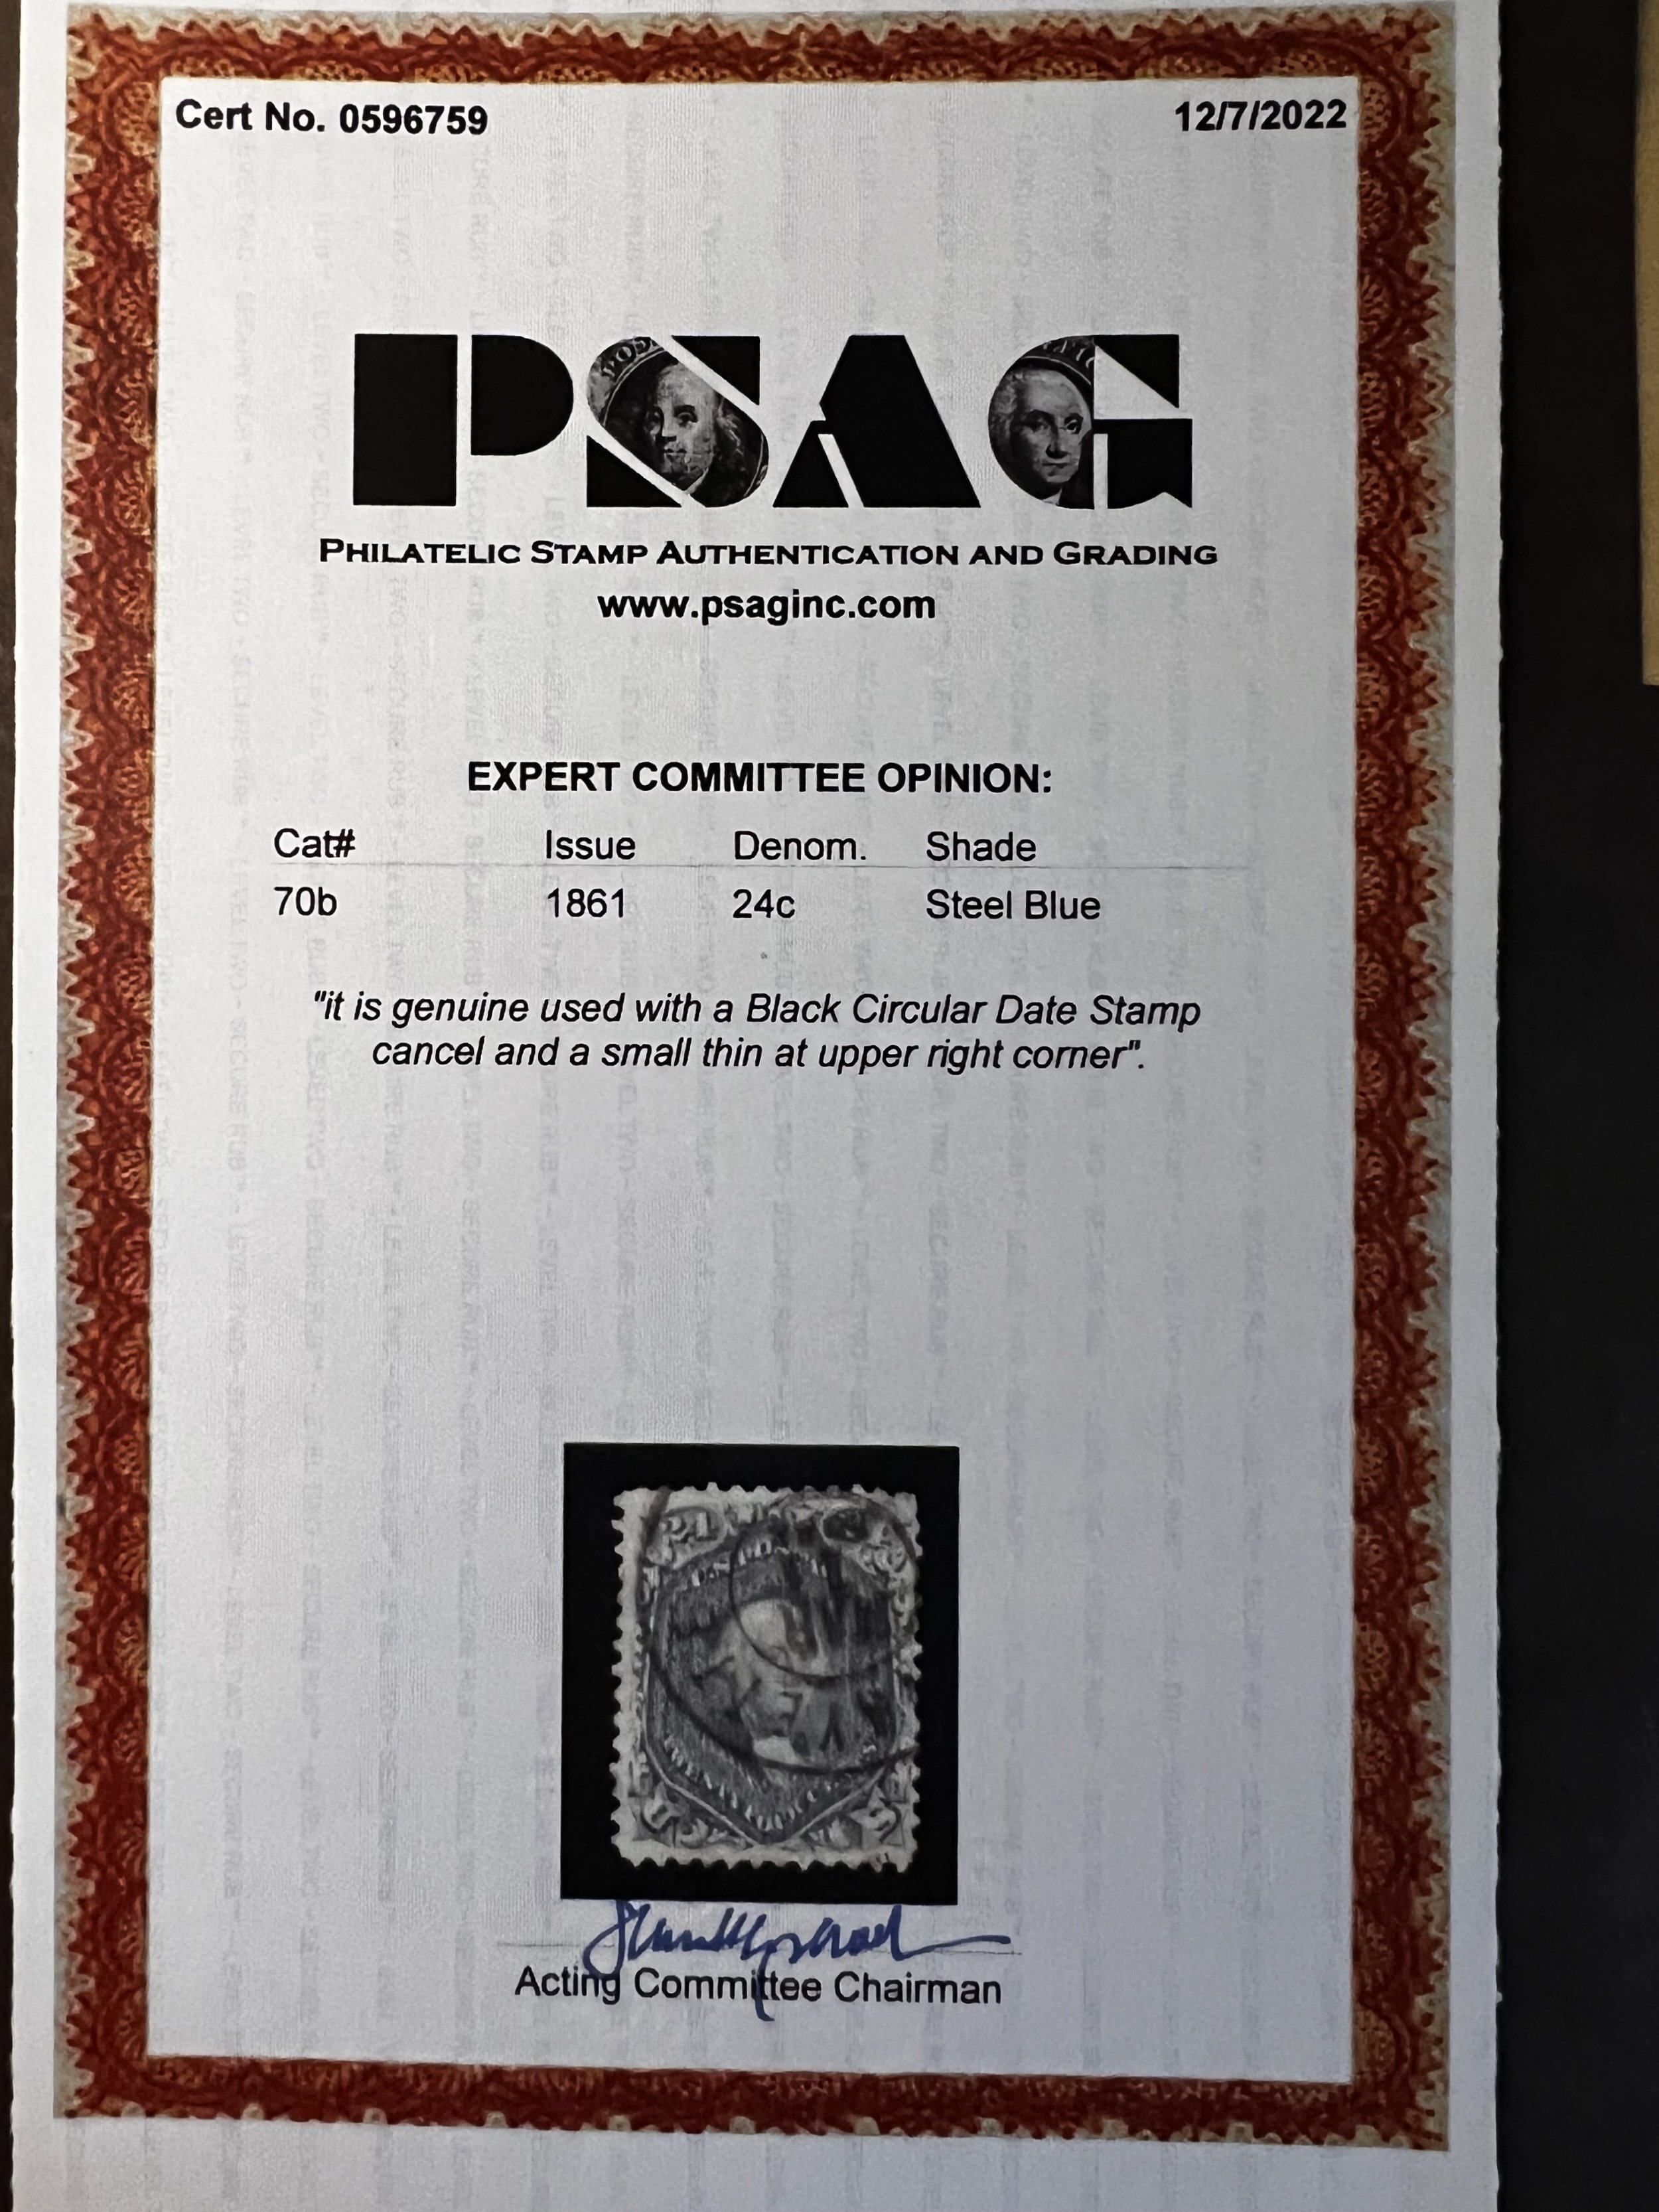 Cert No. 0596759
12/7/2022
PSAG
PHILATELIC STAMP AUTHENTICATION AND GRADING
www.psaginc.com
EXPERT COMMITTEE OPINION:
Cat# Issue Denom. Shade
70b 1861 24c Steel Blue
"it is genuine used with a Black Circular Date Stamp
cancel and a small thin at upper right corner".
Acting Committee Chairman